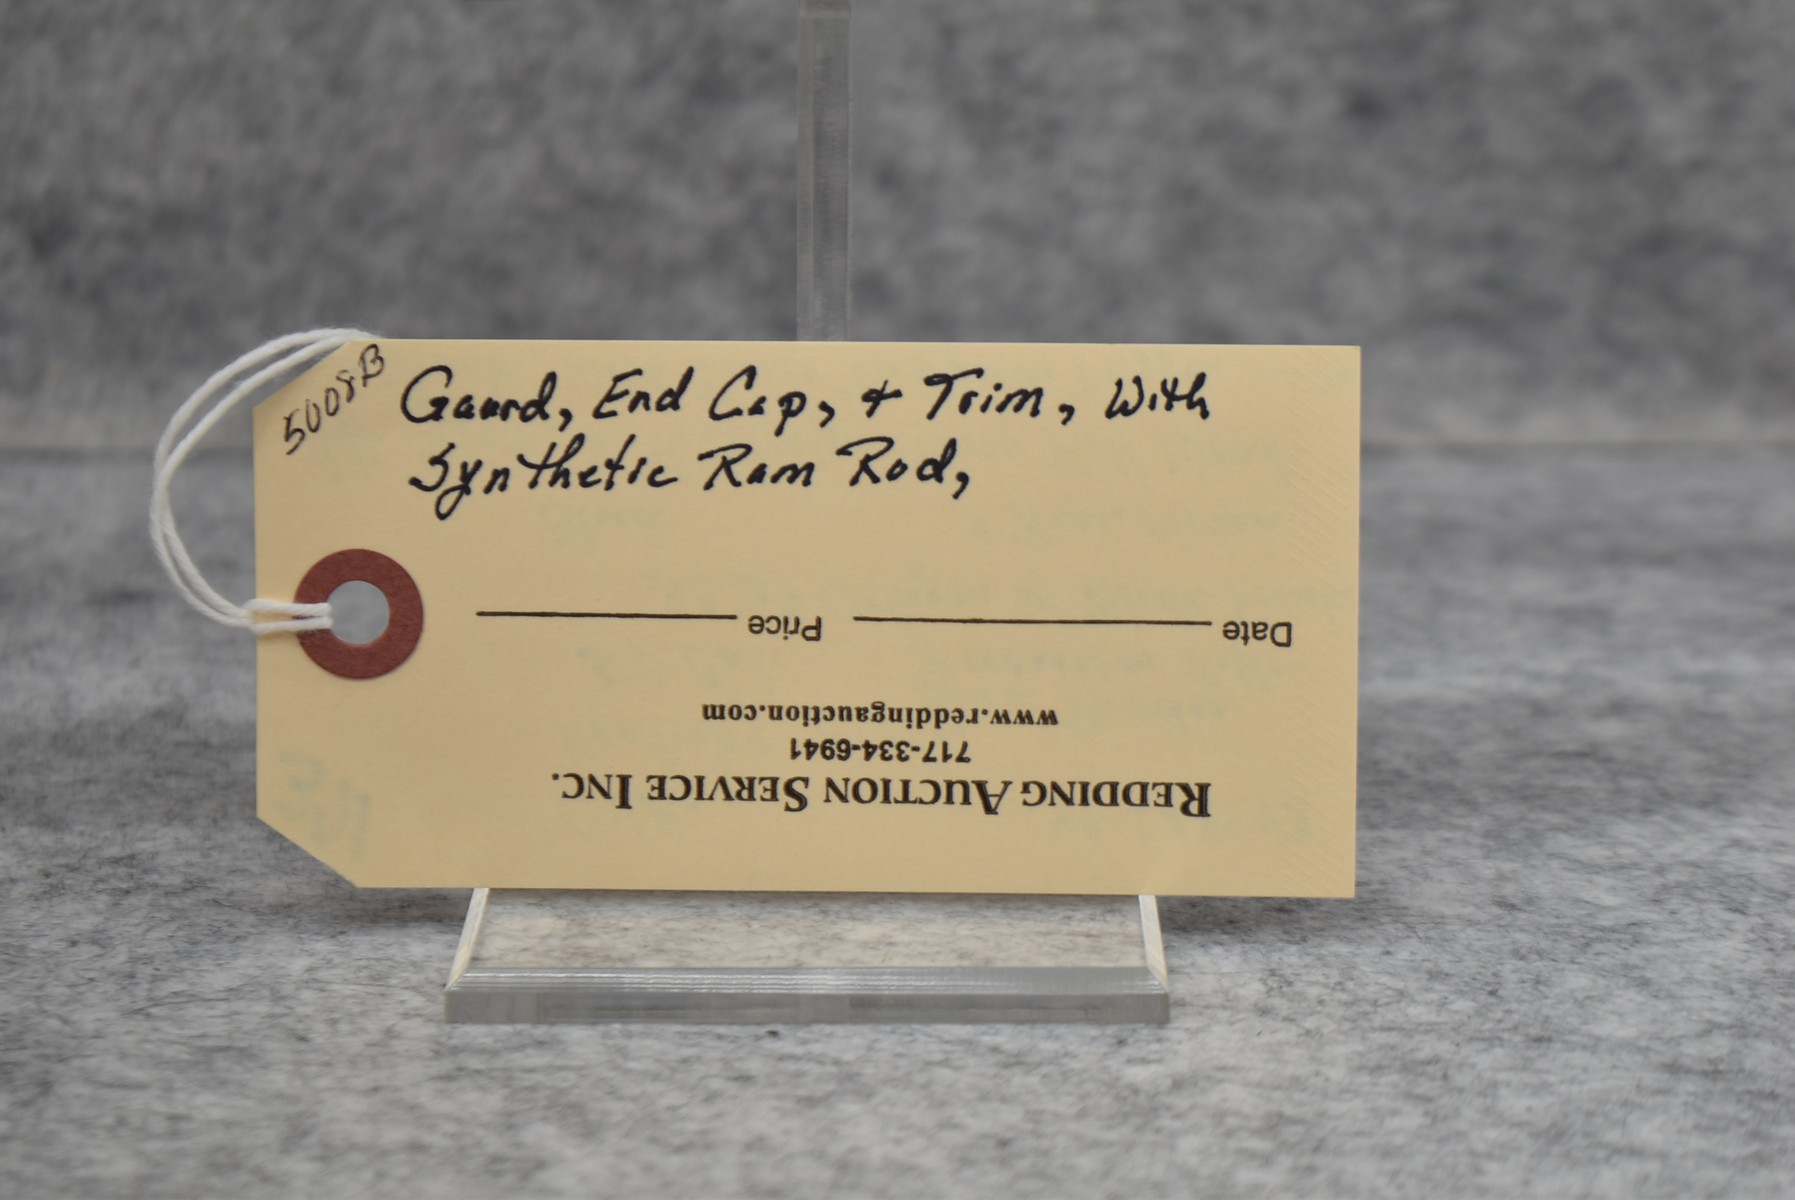 5008B
Gaurd, End Cap, + Trim, With
Synthetic Ram Rod,
Date Price
www.reddingauction.com
717-334-6941
REDDING AUCTION SERVICE INC.